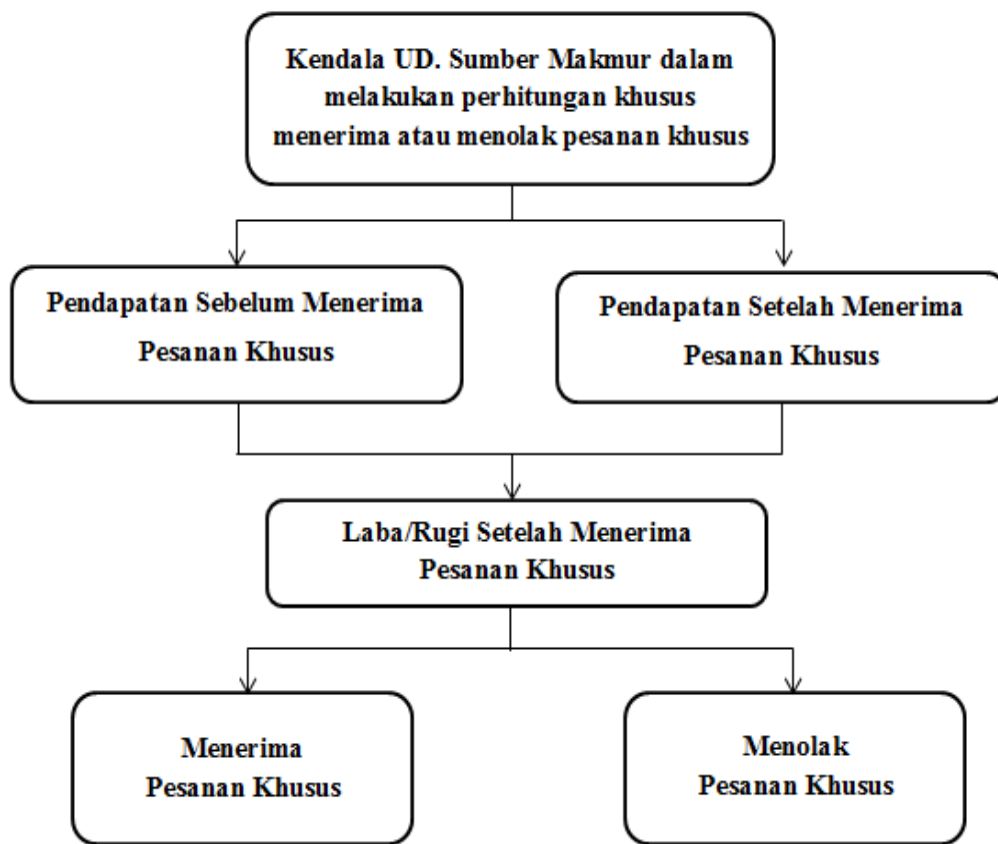 Kendala UD. Sumber Makmur dalam
melakukan perhitungan khusus
menerima atau menolak pesanan khusus
Pendapatan Sebelum Menerima
Pesanan Khusus
Pendapatan Setelah Menerima
Pesanan Khusus
Laba/Rugi Setelah Menerima
Pesanan Khusus
Menerima
Pesanan Khusus
Menolak
Pesanan Khusus